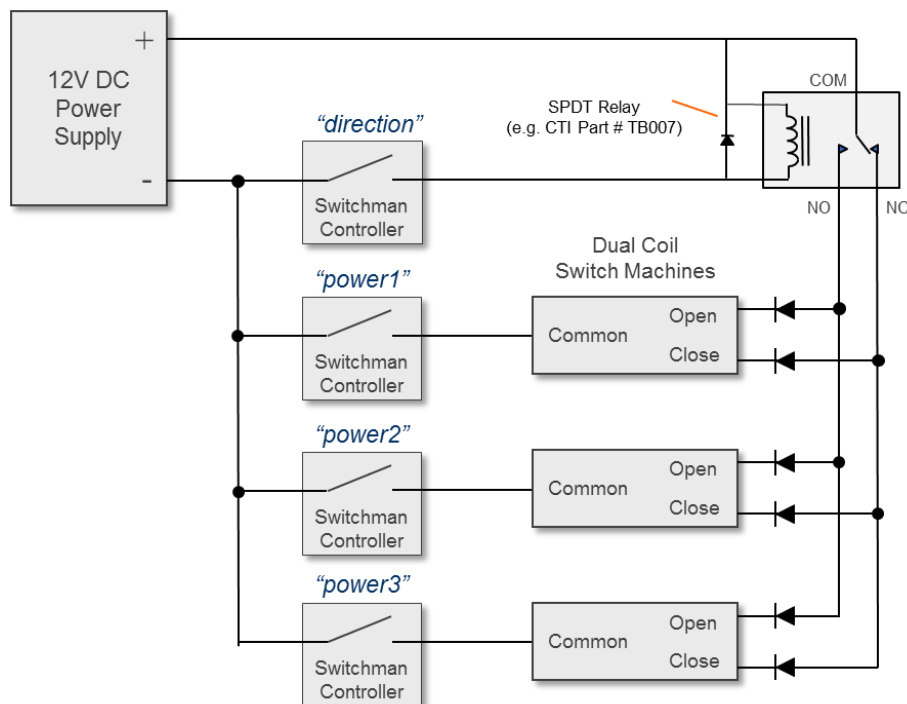 +
12V DC
Power
Supply
-
COM
SPDT Relay
(e.g. CTI Part # TB007)
“direction”
Switchman
Controller
NO
NC
Dual Coil
Switch Machines
“power1”
Switchman
Controller
Common
Open
Close
“power2”
Switchman
Controller
Common
Open
Close
“power3”
Switchman
Controller
Common
Open
Close